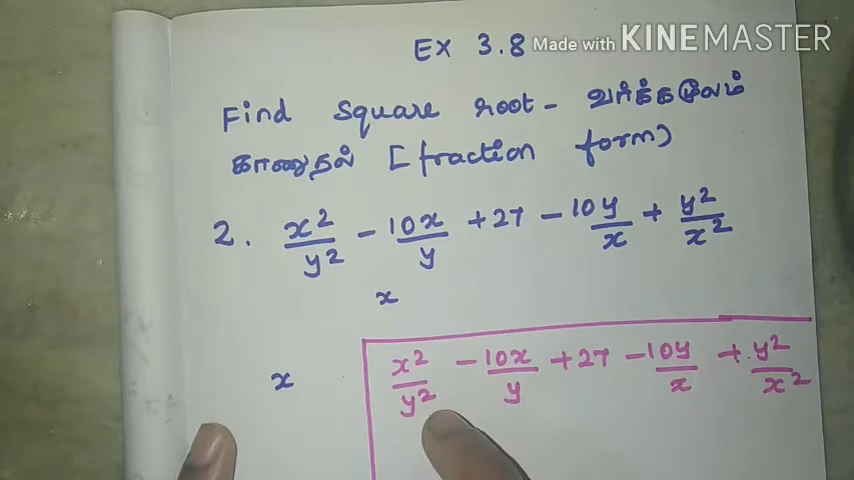 EX 3.8
Made with KINEMASTER
Find square root - வர்க்கமூலம்
காணுதல் [fraction form)
2. x²/y² - 10x/y + 27 - 10y/x + y²/x²
x
x
x²/y² - 10x/y + 27 - 10y/x + y²/x²